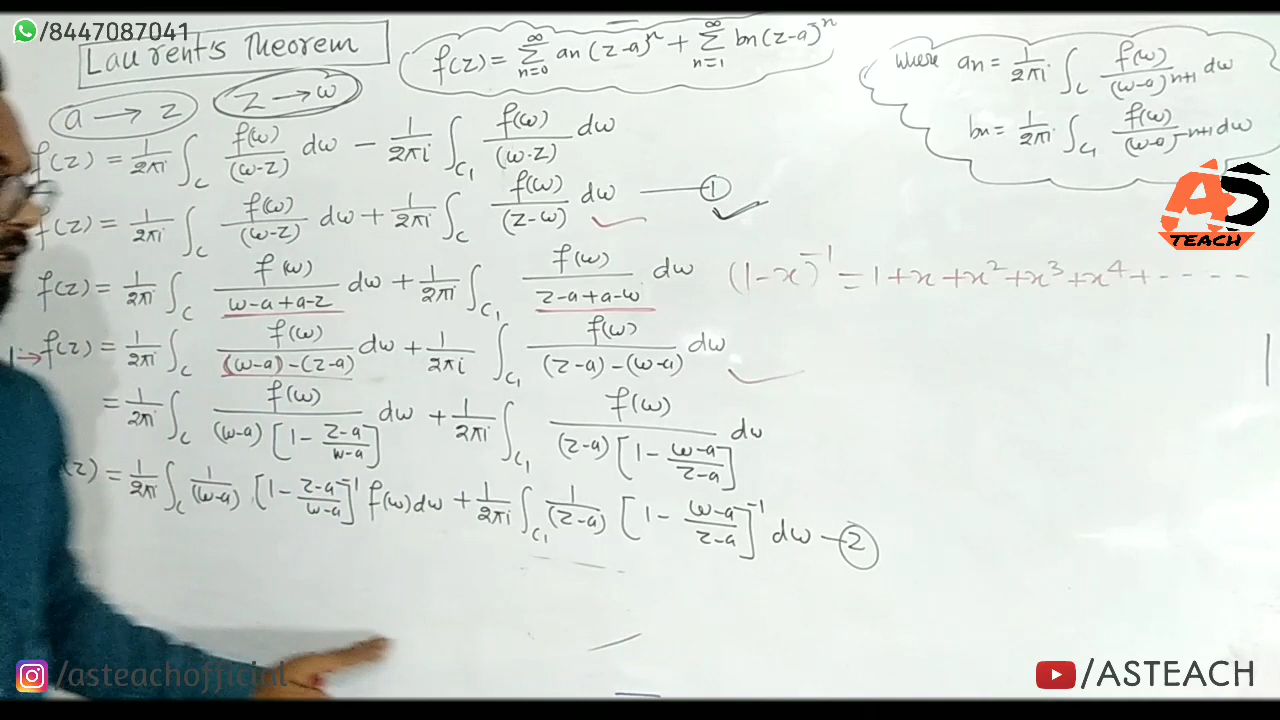 /8447087041
Laurent's Theorem
f(z) = ∑_{n=0}^{∞} an (z-a)^n + ∑_{n=1}^{∞} bn (z-a)^n
where an = 1/2πi ∫_C f(w)/(w-a)^{n+1} dw
bn = 1/2πi ∫_{C1} f(w)/(w-a)^{-n+1} dw
a → z
z → w
f(z) = 1/2πi ∫_C f(w)/(w-z) dw - 1/2πi ∫_{C1} f(w)/(w-z) dw
f(z) = 1/2πi ∫_C f(w)/(w-z) dw + 1/2πi ∫_C f(w)/(z-w) dw — 1
AS
TEACH
f(z) = 1/2πi ∫_C f(w)/(w-a+a-z) dw + 1/2πi ∫_{C1} f(w)/(z-a+a-w) dw
(1-x)^{-1} = 1+x+x^2+x^3+x^4+-----
f(z) = 1/2πi ∫_C f(w)/((w-a)-(z-a)) dw + 1/2πi ∫_{C1} f(w)/((z-a)-(w-a)) dw
= 1/2πi ∫_C f(w)/((w-a)[1-(z-a)/(w-a)]) dw + 1/2πi ∫_{C1} f(w)/((z-a)[1-(w-a)/(z-a)]) dw
(z) = 1/2πi ∫_C 1/(w-a) [1-(z-a)/(w-a)]^{-1} f(w) dw + 1/2πi ∫_{C1} 1/(z-a) [1-(w-a)/(z-a)]^{-1} dw — 2
/asteachofficial
/ASTEACH